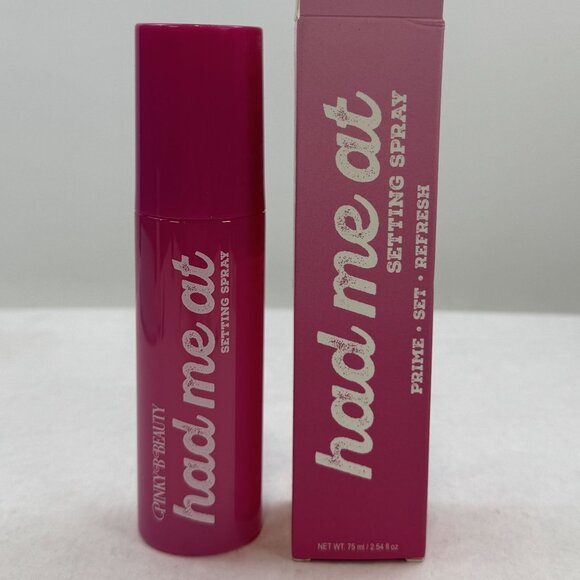 PINKY B BEAUTY
had me at
SETTING SPRAY
had me at
SETTING SPRAY
PRIME • SET • REFRESH
NET WT. 75 ml / 2.54 fl oz